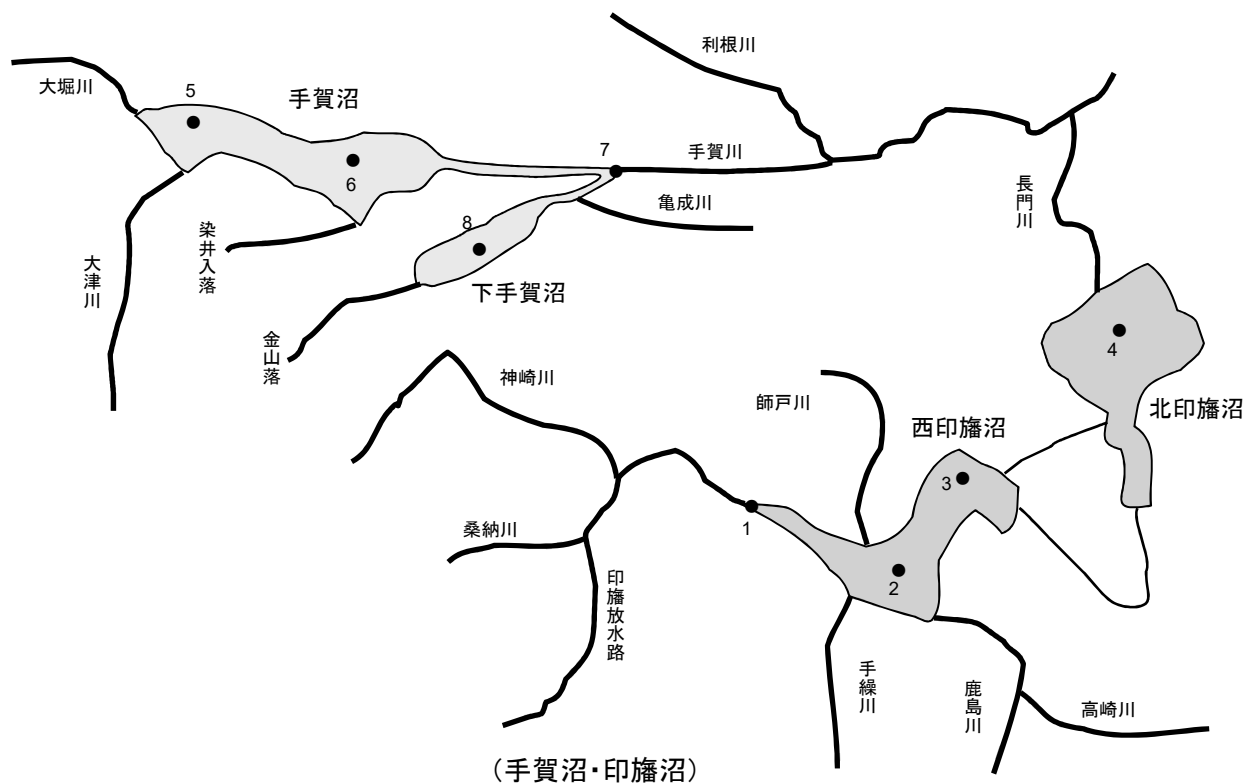 利根川
大堀川
5
手賀沼
7
手賀川
6
亀成川
長門川
染井入落
8
大津川
下手賀沼
金山落
4
神崎川
師戸川
北印旛沼
西印旛沼
3
1
桑納川
2
印旛放水路
手繰川
鹿島川
高崎川
(手賀沼・印旛沼)